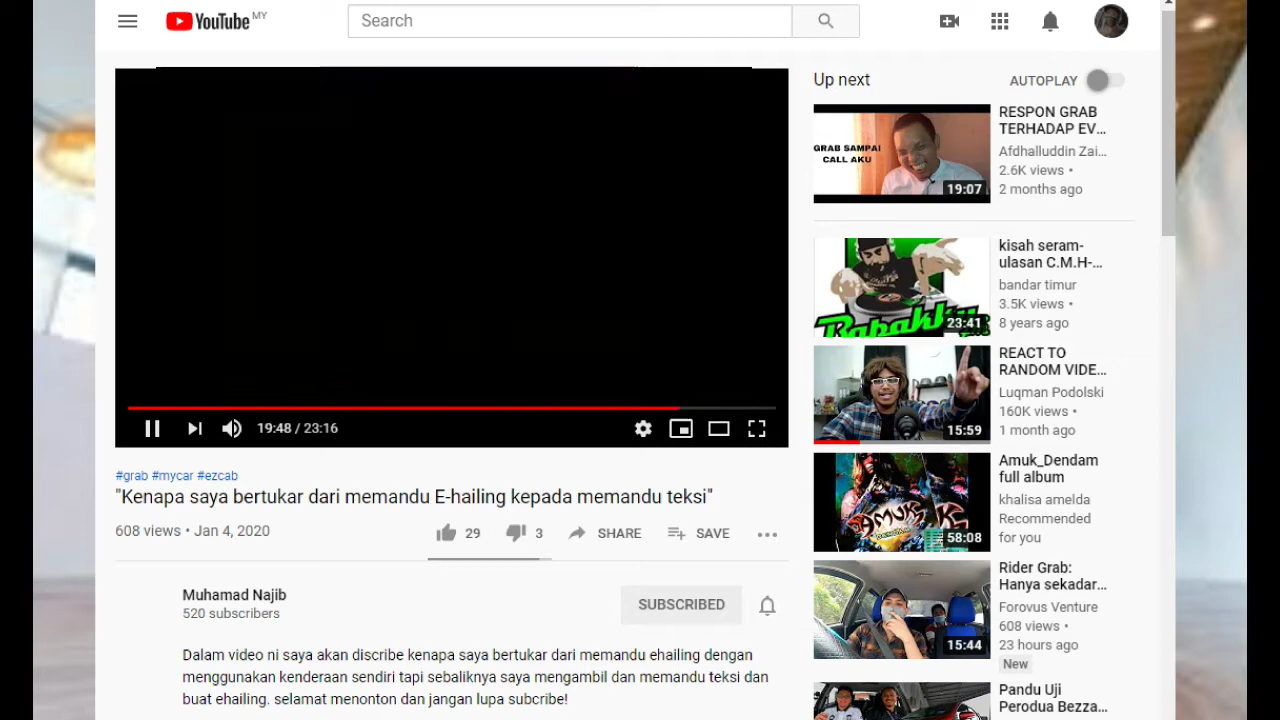 YouTube MY
Search
Up next
AUTOPLAY
GRAB SAMPAI
CALL AKU
19:07
RESPON GRAB
TERHADAP EV...
Afdhalluddin Zai...
2.6K views •
2 months ago
23:41
kisah seram-
ulasan C.M.H-...
bandar timur
3.5K views •
8 years ago
15:59
REACT TO
RANDOM VIDE...
Luqman Podolski
160K views •
1 month ago
AMUK
58:08
Amuk_Dendam
full album
khalisa amelda
Recommended
for you
15:44
Rider Grab:
Hanya sekadar...
Forovus Venture
608 views •
23 hours ago
New
Pandu Uji
Perodua Bezza...
19:48 / 23:16
#grab #mycar #ezcab
"Kenapa saya bertukar dari memandu E-hailing kepada memandu teksi"
608 views • Jan 4, 2020
29 3 SHARE SAVE
Muhamad Najib
520 subscribers
SUBSCRIBED
Dalam video ni saya akan discribe kenapa saya bertukar dari memandu ehailing dengan
menggunakan kenderaan sendiri tapi sebaliknya saya mengambil dan memandu teksi dan
buat ehailing. selamat menonton dan jangan lupa subcribe!